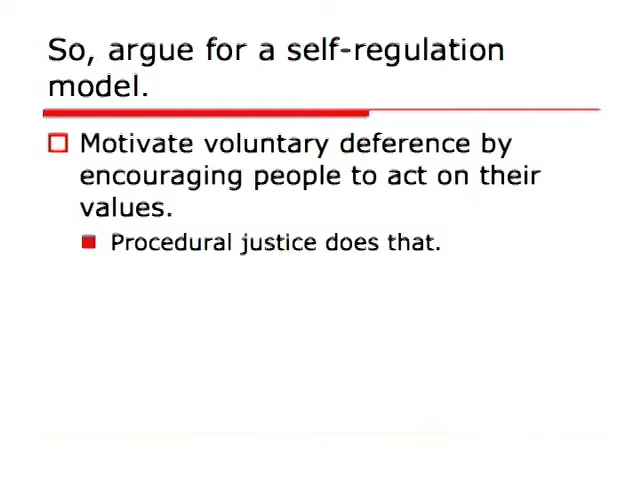 So, argue for a self-regulation
model.
Motivate voluntary deference by
encouraging people to act on their
values.
Procedural justice does that.